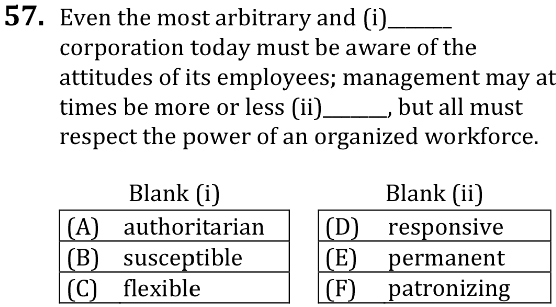 57. Even the most arbitrary and (i)_______
corporation today must be aware of the
attitudes of its employees; management may at
times be more or less (ii)_______, but all must
respect the power of an organized workforce.
Blank (i) Blank (ii)
(A) authoritarian (D) responsive
(B) susceptible (E) permanent
(C) flexible (F) patronizing